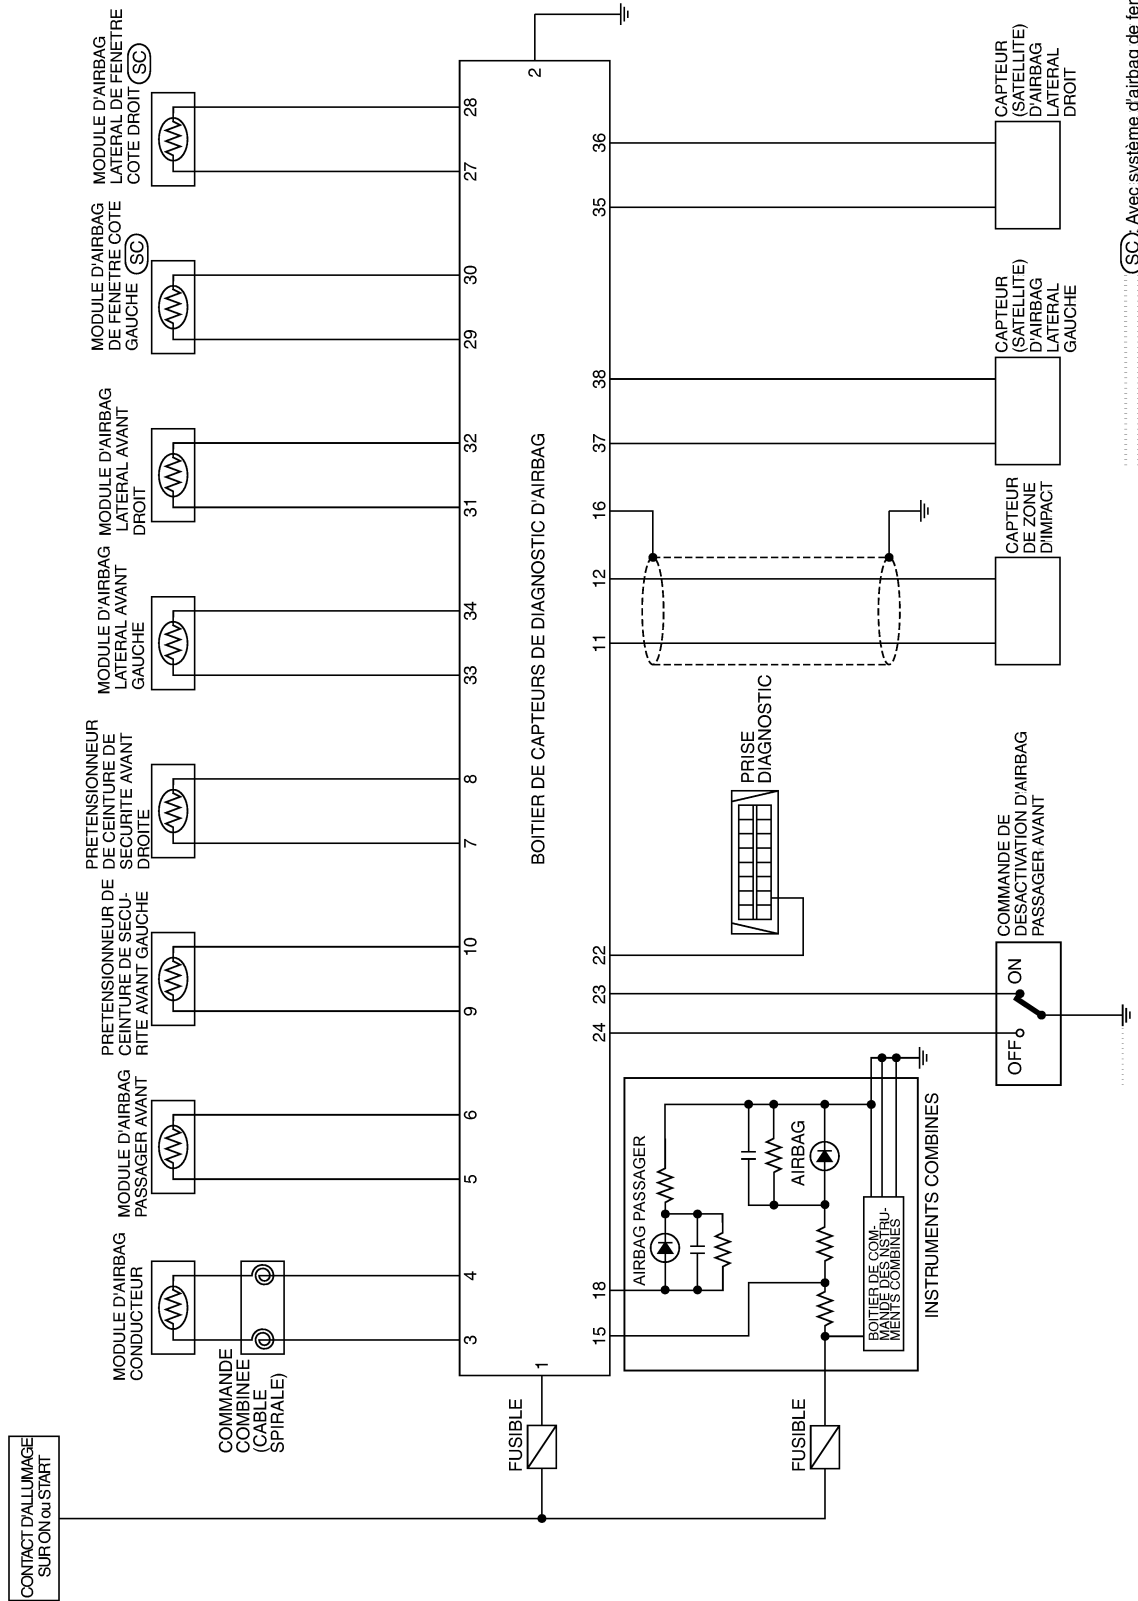 CONTACT D'ALLUMAGE
SUR ON ou START
MODULE D'AIRBAG
CONDUCTEUR
COMMANDE
COMBINEE
(CABLE
SPIRALE)
MODULE D'AIRBAG
PASSAGER AVANT
PRETENSIONNEUR DE
CEINTURE DE SECU-
RITE AVANT GAUCHE
PRETENSIONNEUR
DE CEINTURE DE
SECURITE AVANT
DROITE
MODULE D'AIRBAG
LATERAL AVANT
GAUCHE
MODULE D'AIRBAG
LATERAL AVANT
DROIT
MODULE D'AIRBAG
DE FENETRE COTE
GAUCHE SC
MODULE D'AIRBAG
LATERAL DE FENETRE
COTE DROIT SC
3 4 5 6 9 10 7 8 33 34 31 32 29 30 27 28
FUSIBLE
1
BOITIER DE CAPTEURS DE DIAGNOSTIC D'AIRBAG
2
15 18 24 23 22 11 12 16 37 38 35 36
AIRBAG PASSAGER
AIRBAG
FUSIBLE
BOITIER DE COM-
MANDE DES INSTRU-
MENTS COMBINES
INSTRUMENTS COMBINES
PRISE
DIAGNOSTIC
OFF ON
COMMANDE DE
DESACTIVATION D'AIRBAG
PASSAGER AVANT
CAPTEUR
DE ZONE
D'IMPACT
CAPTEUR
(SATELLITE)
D'AIRBAG
LATERAL
GAUCHE
CAPTEUR
(SATELLITE)
D'AIRBAG
LATERAL
DROIT
SC : Avec système d'airbag de